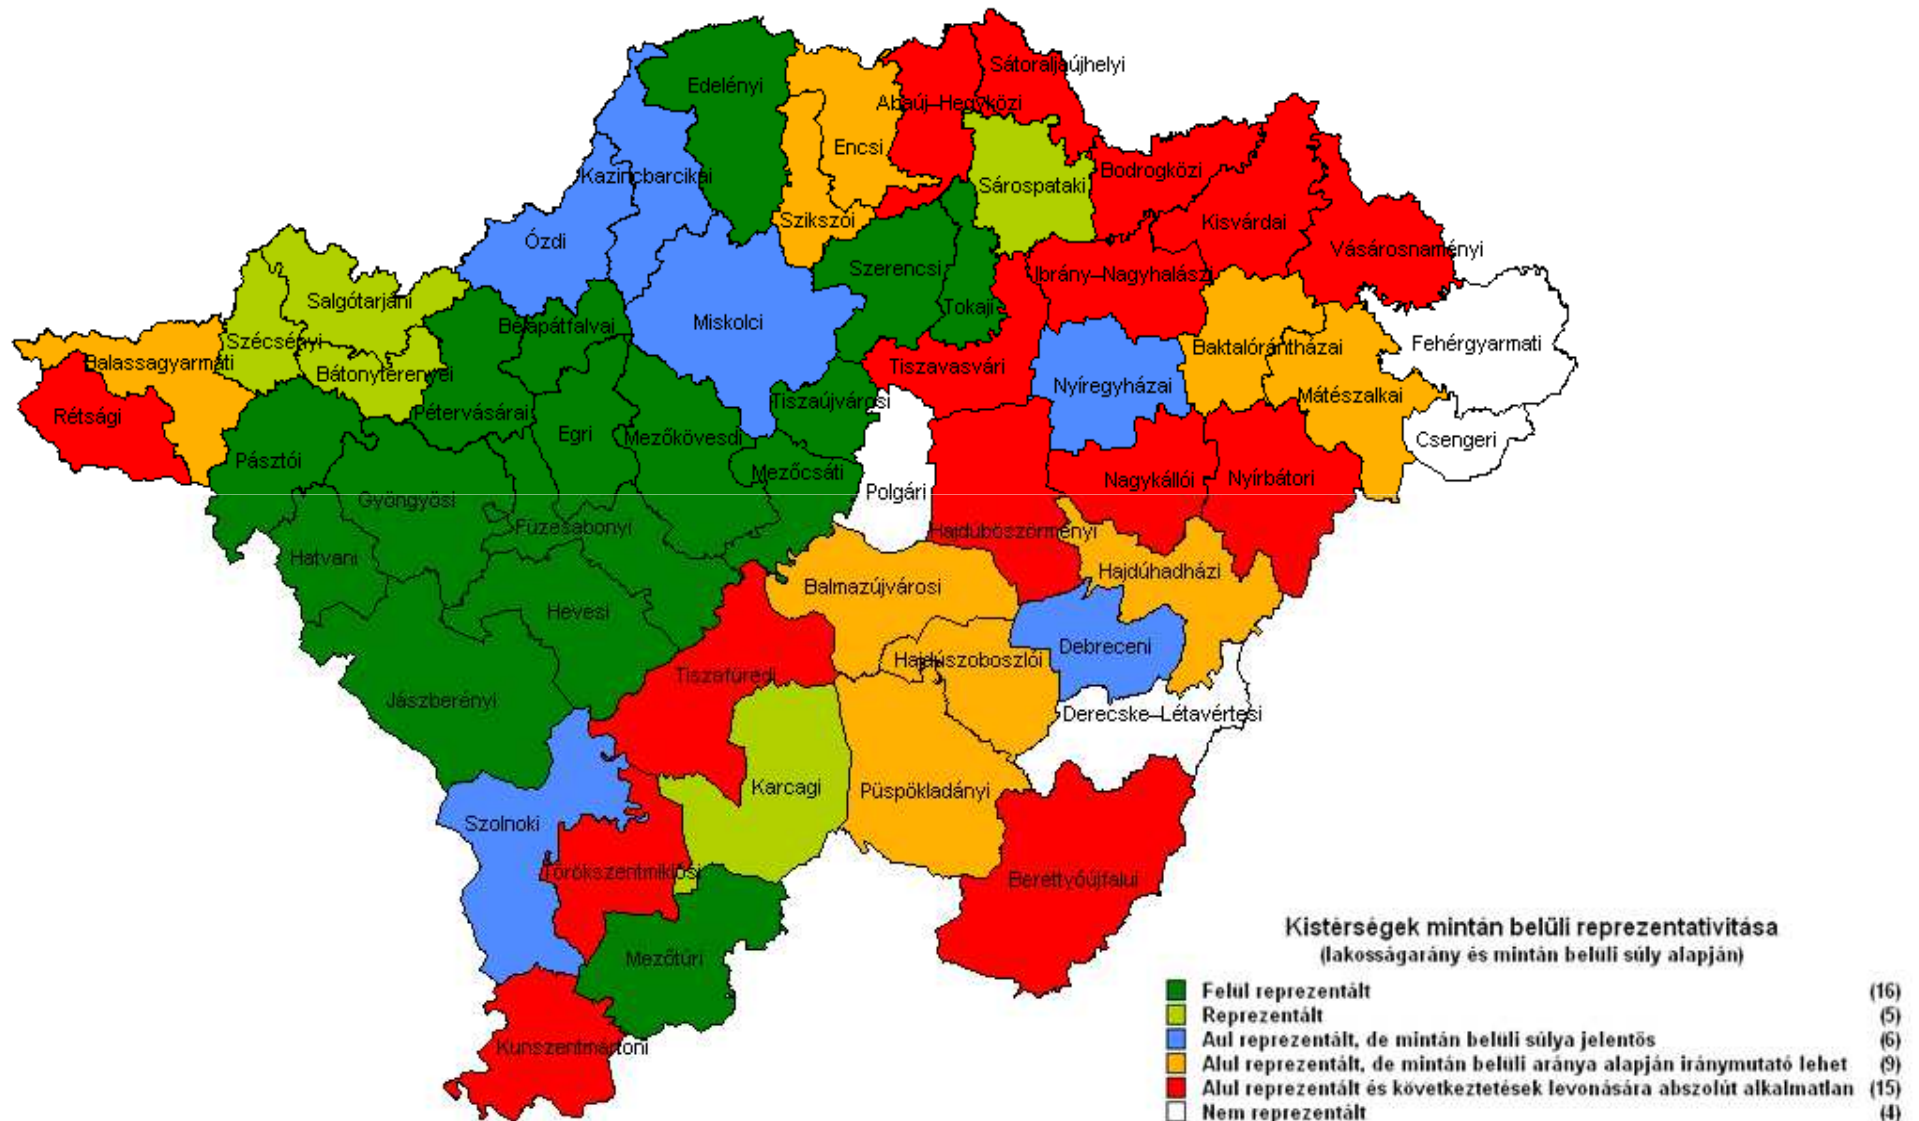 Sátoraljaújhelyi
Edelényi
Abaúj–Hegyközi
Encsi
Bodrogközi
Kazincbarcikai
Sárospataki
Szikszói
Kisvárdai
Ózdi
Vásárosnaményi
Szerencsi
Ibrány–Nagyhalászi
Salgótarjáni
Tokaji
Miskolci
Bélapátfalvai
Szécsényi
Fehérgyarmati
Baktalórántházai
Balassagyarmati
Tiszavasvári
Bátonyterenyei
Nyíregyházai
Mátészalkai
Tiszaújvárosi
Rétsági
Pétervásárai
Egri
Mezőkövesdi
Csengeri
Pásztói
Mezőcsáti
Nagykállói
Nyírbátori
Polgári
Gyöngyösi
Füzesabonyi
Hajdúböszörményi
Hatvani
Hajdúhadházi
Balmazújvárosi
Hevesi
Debreceni
Hajdúszoboszlói
Tiszafüredi
Jászberényi
Derecske–Létavértesi
Karcagi
Püspökladányi
Szolnoki
Törökszentmiklósi
Berettyóújfalui
Mezőtúri
Kunszentmártoni
Kistérségek mintán belüli reprezentativitása
(lakosságarány és mintán belüli súly alapján)
Felül reprezentált (16)
Reprezentált (5)
Aul reprezentált, de mintán belüli súlya jelentős (6)
Alul reprezentált, de mintán belüli aránya alapján iránymutató lehet (9)
Alul reprezentált és következtetések levonására abszolút alkalmatlan (15)
Nem reprezentált (4)